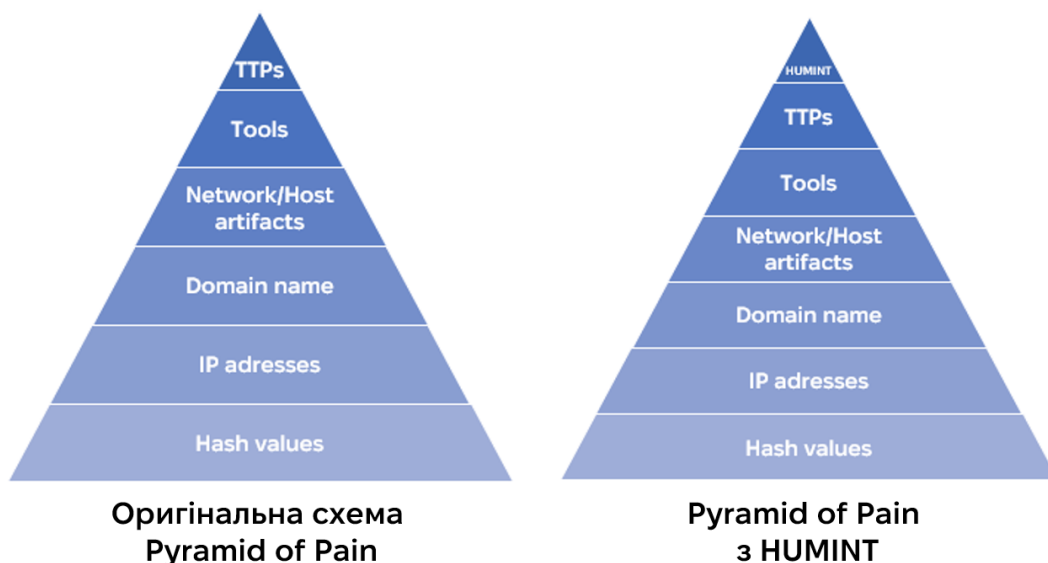 TTPs
Tools
Network/Host
artifacts
Domain name
IP adresses
Hash values
Оригінальна схема
Pyramid of Pain
HUMINT
TTPs
Tools
Network/Host
artifacts
Domain name
IP adresses
Hash values
Pyramid of Pain
з HUMINT